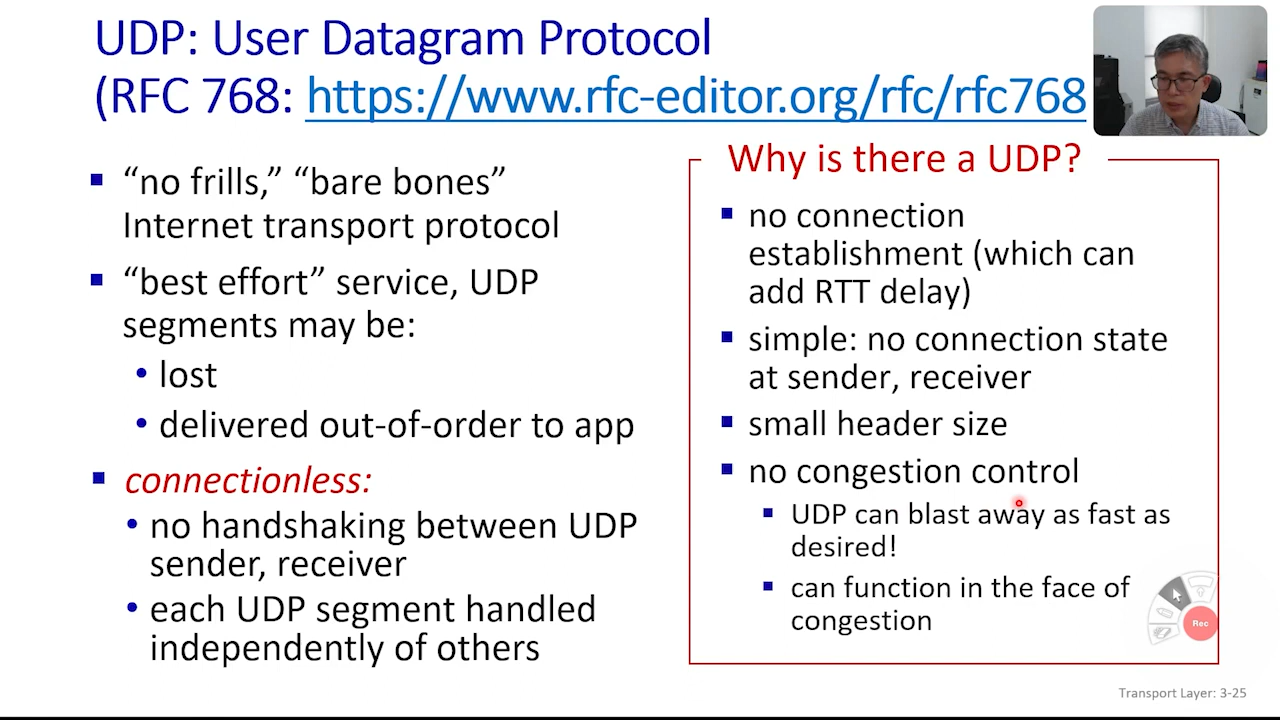 UDP: User Datagram Protocol
(RFC 768: https://www.rfc-editor.org/rfc/rfc768
“no frills,” “bare bones”
Internet transport protocol
“best effort” service, UDP
segments may be:
lost
delivered out-of-order to app
connectionless:
no handshaking between UDP
sender, receiver
each UDP segment handled
independently of others
Why is there a UDP?
no connection
establishment (which can
add RTT delay)
simple: no connection state
at sender, receiver
small header size
no congestion control
UDP can blast away as fast as
desired!
can function in the face of
congestion
Rec
Transport Layer: 3-25